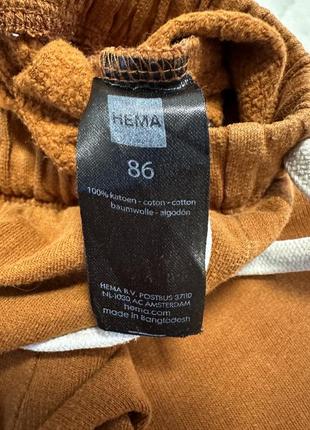 HEMA
86
100% katoen - coton - cotton
baumwolle - algodón
HEMA B.V. POSTBUS 37110
NL-1030 AC AMSTERDAM
hema.com
made in Bangladesh